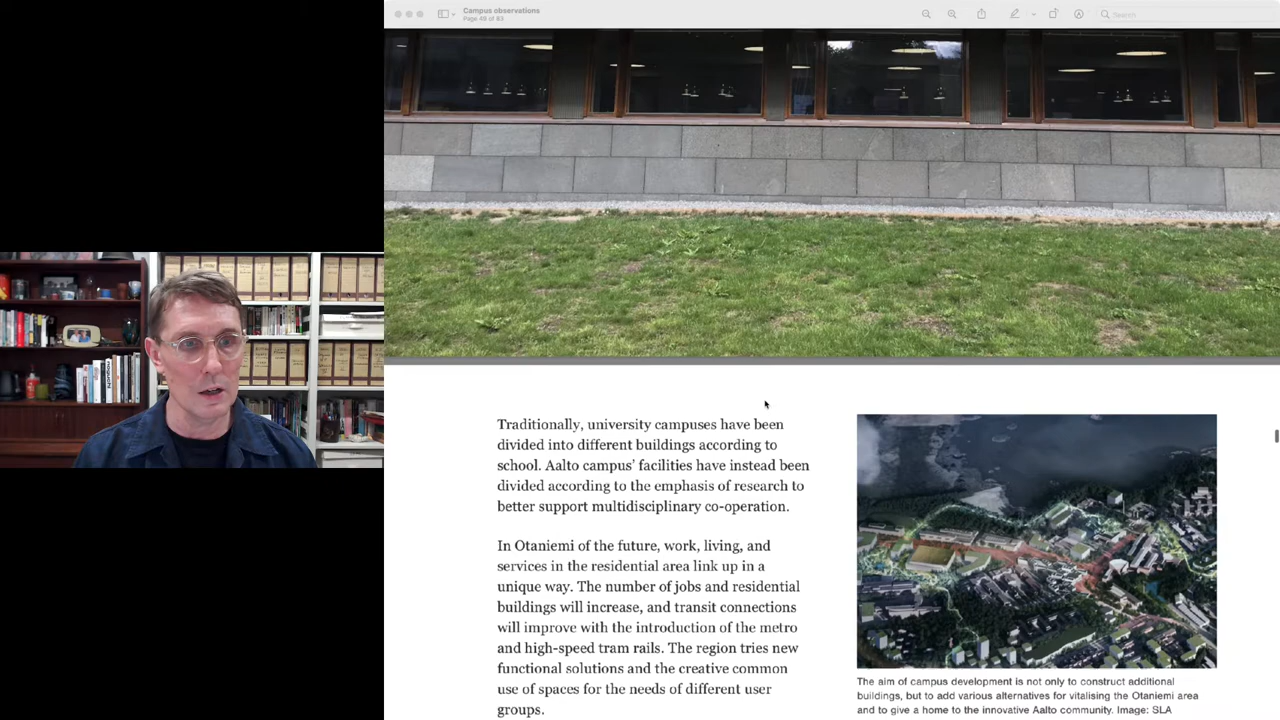 Campus observations
Page 49 of 93
Search
Traditionally, university campuses have been
divided into different buildings according to
school. Aalto campus' facilities have instead been
divided according to the emphasis of research to
better support multidisciplinary co-operation.
In Otaniemi of the future, work, living, and
services in the residential area link up in a
unique way. The number of jobs and residential
buildings will increase, and transit connections
will improve with the introduction of the metro
and high-speed tram rails. The region tries new
functional solutions and the creative common
use of spaces for the needs of different user
groups.
The aim of campus development is not only to construct additional
buildings, but to add various alternatives for vitalising the Otaniemi area
and to give a home to the innovative Aalto community. Image: SLA